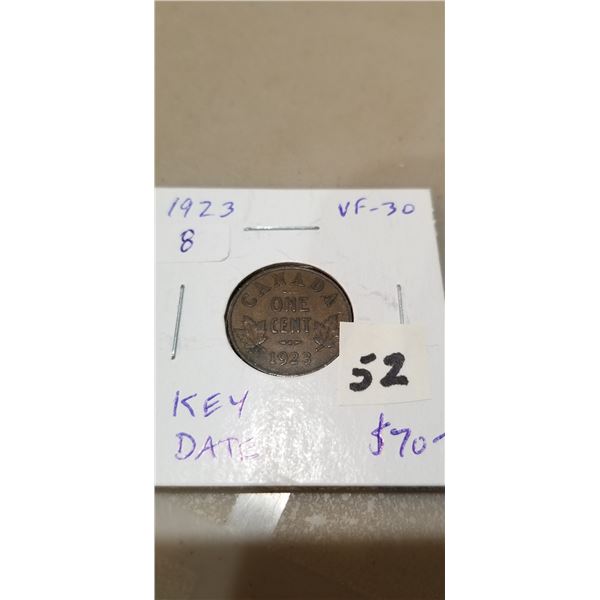 1923 VF-30
8
CANADA
ONE
CENT
1923
52
KEY
DATE $70-